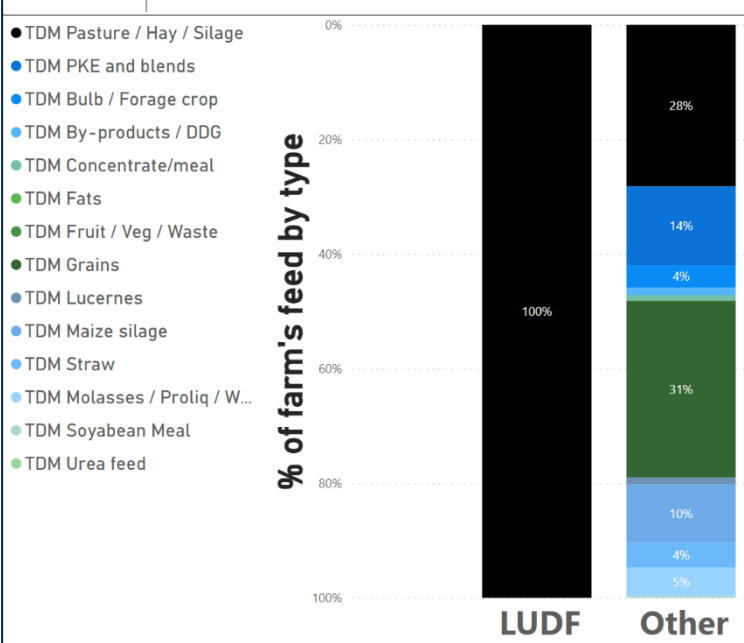 TDM Pasture / Hay / Silage
TDM PKE and blends
TDM Bulb / Forage crop
TDM By-products / DDG
TDM Concentrate/meal
TDM Fats
TDM Fruit / Veg / Waste
TDM Grains
TDM Lucernes
TDM Maize silage
TDM Straw
TDM Molasses / Proliq / W...
TDM Soyabean Meal
TDM Urea feed
% of farm's feed by type
0%
20%
40%
60%
80%
100%
100%
28%
14%
4%
31%
10%
4%
5%
LUDF
Other